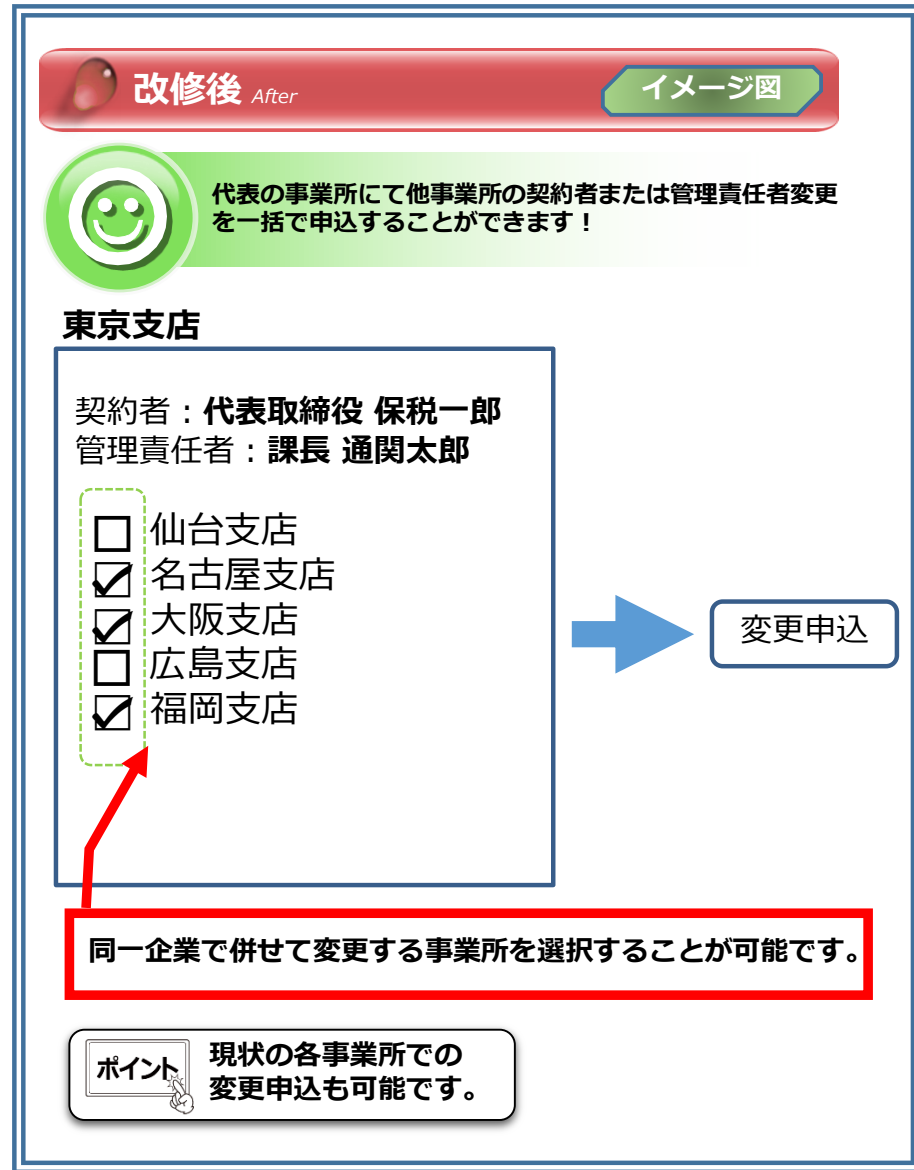 改修後 After
イメージ図
代表の事業所にて他事業所の契約者または管理責任者変更
を一括で申込することができます！
東京支店
契約者：代表取締役 保税一郎
管理責任者：課長 通関太郎
仙台支店
名古屋支店
大阪支店
広島支店
福岡支店
変更申込
同一企業で併せて変更する事業所を選択することが可能です。
ポイント
現状の各事業所での
変更申込も可能です。